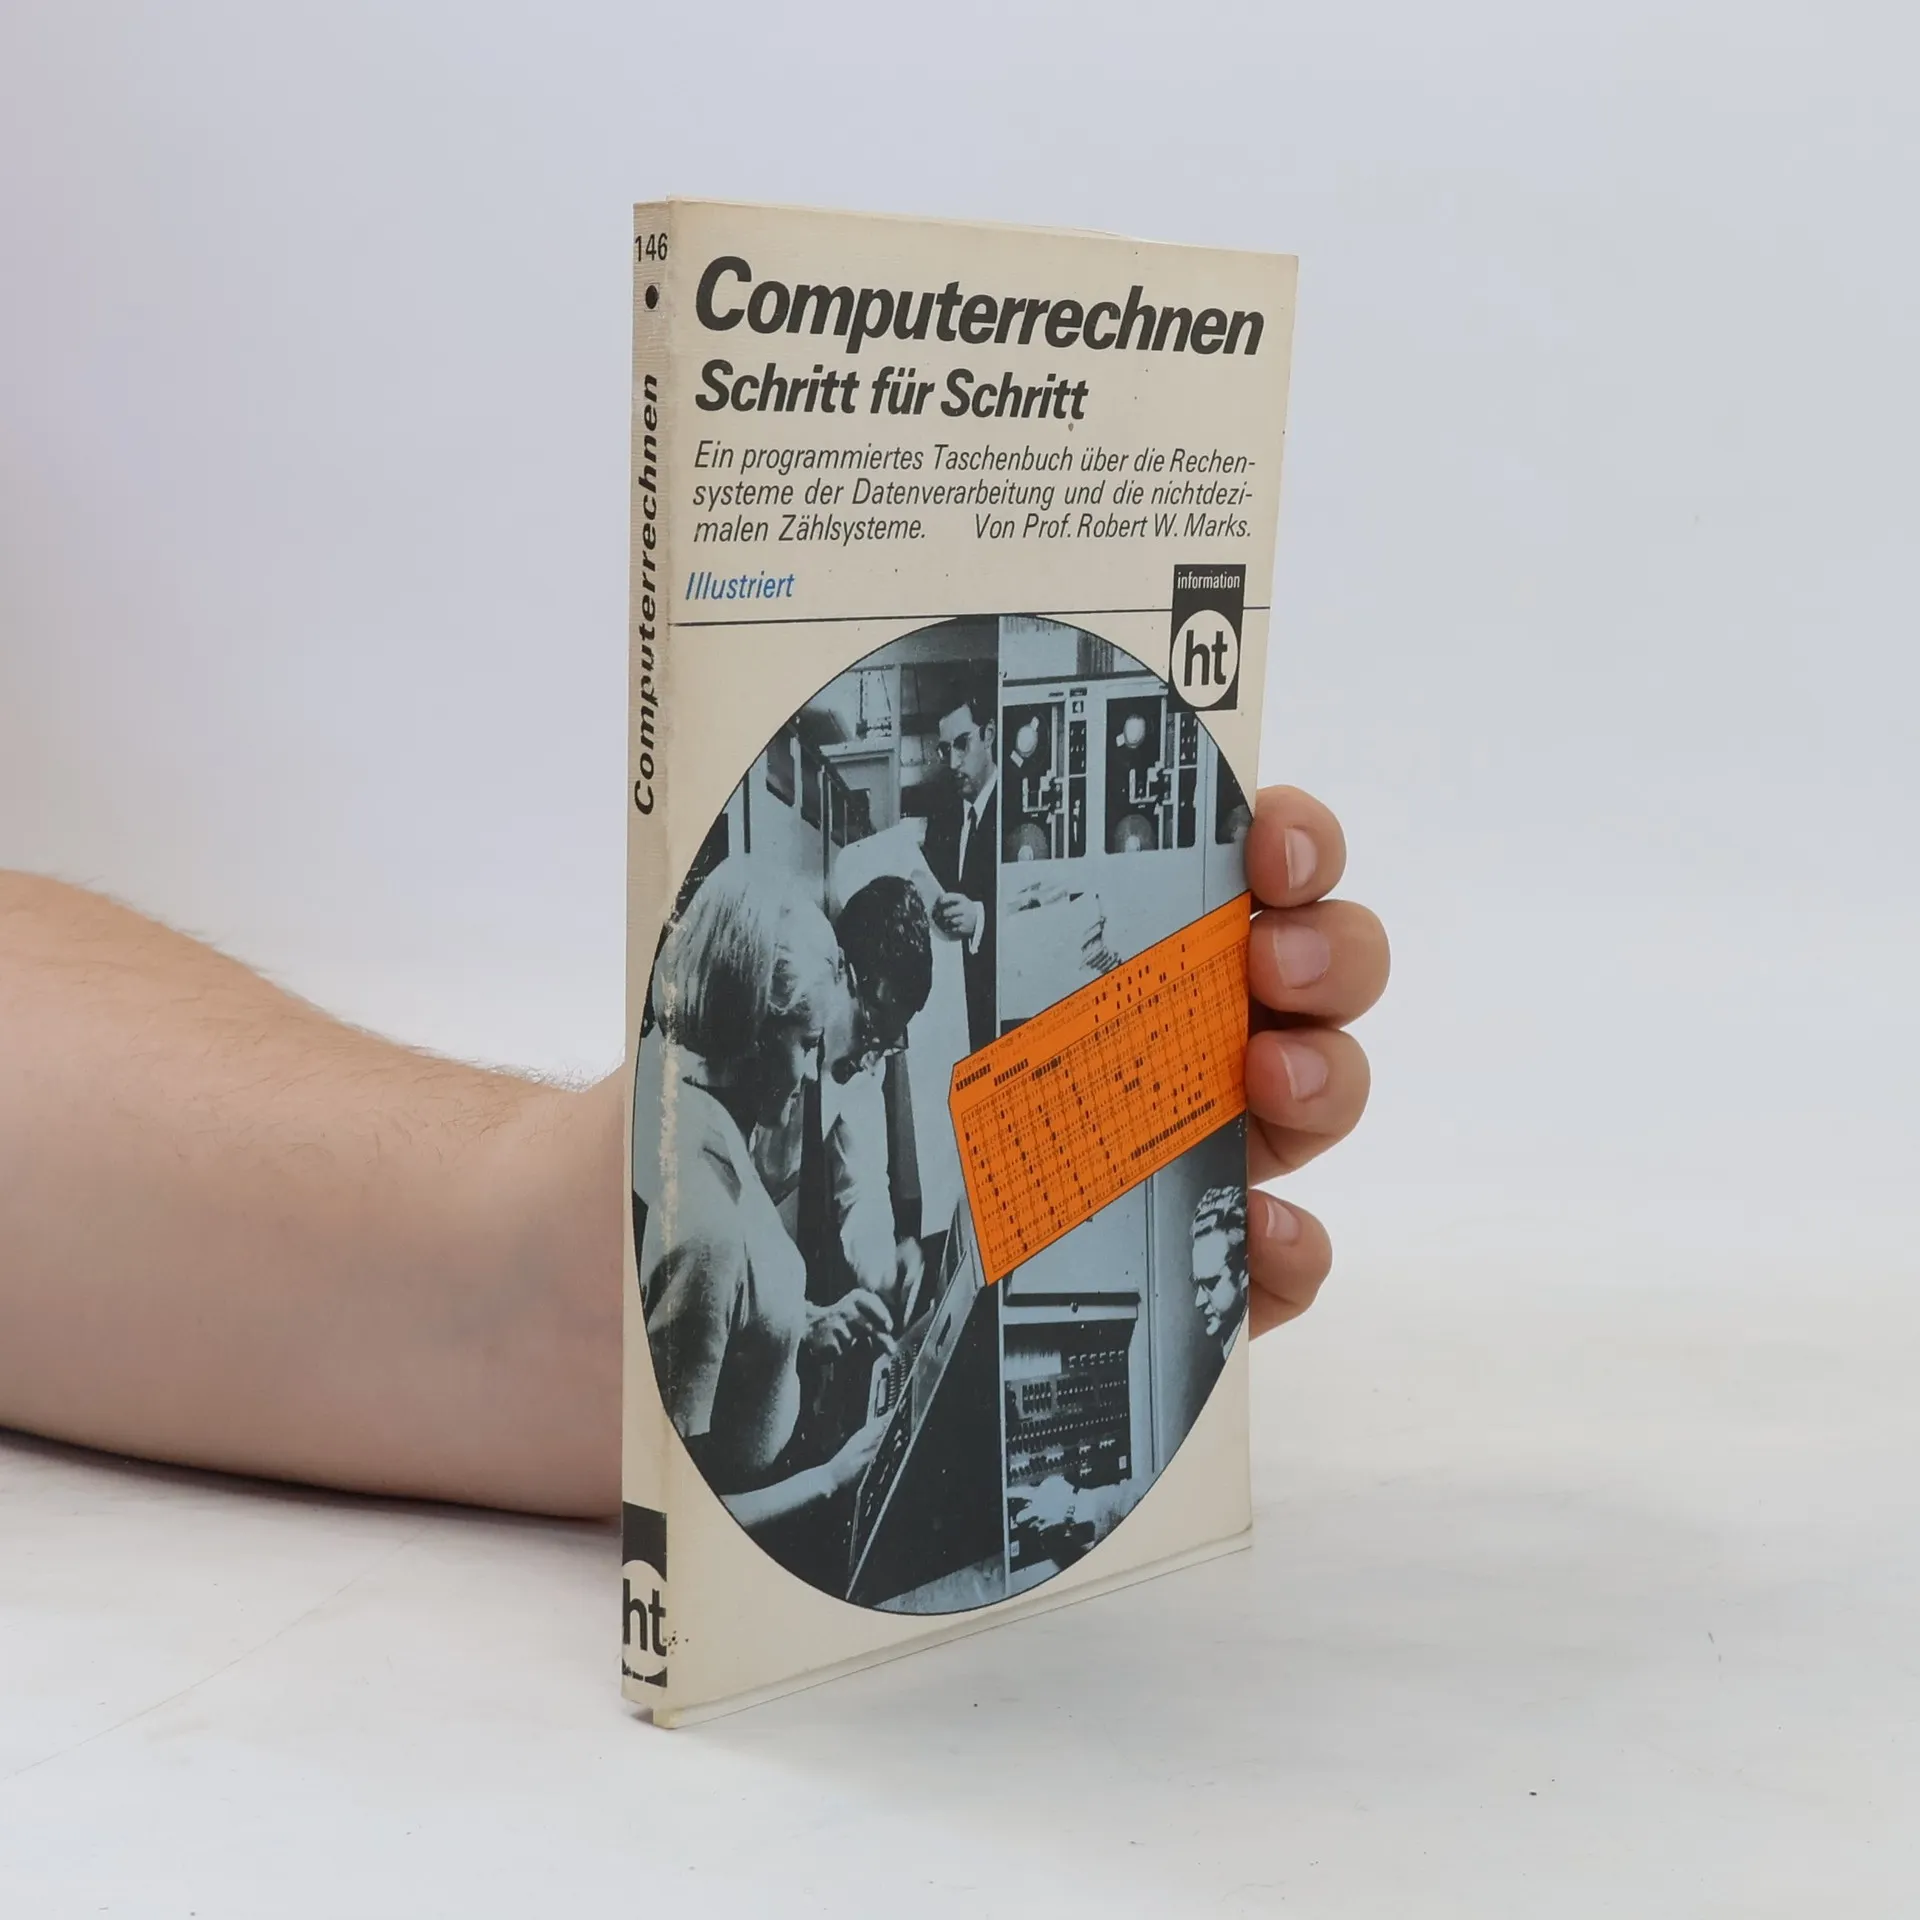 146
Computerrechnen
ht
Computerrechnen
Schritt für Schritt
Ein programmiertes Taschenbuch über die Rechen-
systeme der Datenverarbeitung und die nichtdezi-
malen Zählsysteme. Von Prof. Robert W. Marks.
Illustriert
information
ht
4